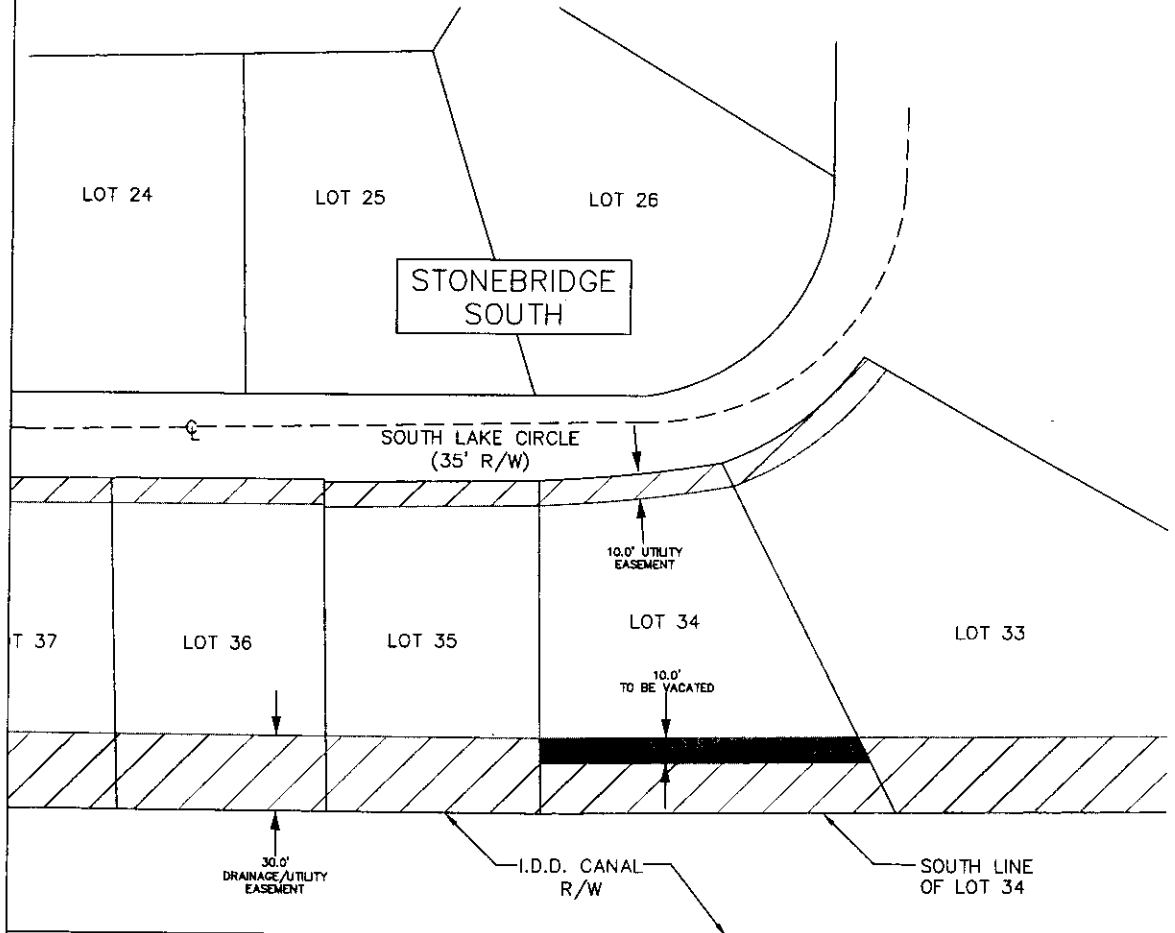 LOT 24
LOT 25
LOT 26
STONEBRIDGE
SOUTH
℄
SOUTH LAKE CIRCLE
(35' R/W)
10.0' UTILITY
EASEMENT
T 37
LOT 36
LOT 35
LOT 34
LOT 33
10.0'
TO BE VACATED
30.0'
DRAINAGE/UTILITY
EASEMENT
I.D.D. CANAL
R/W
SOUTH LINE
OF LOT 34